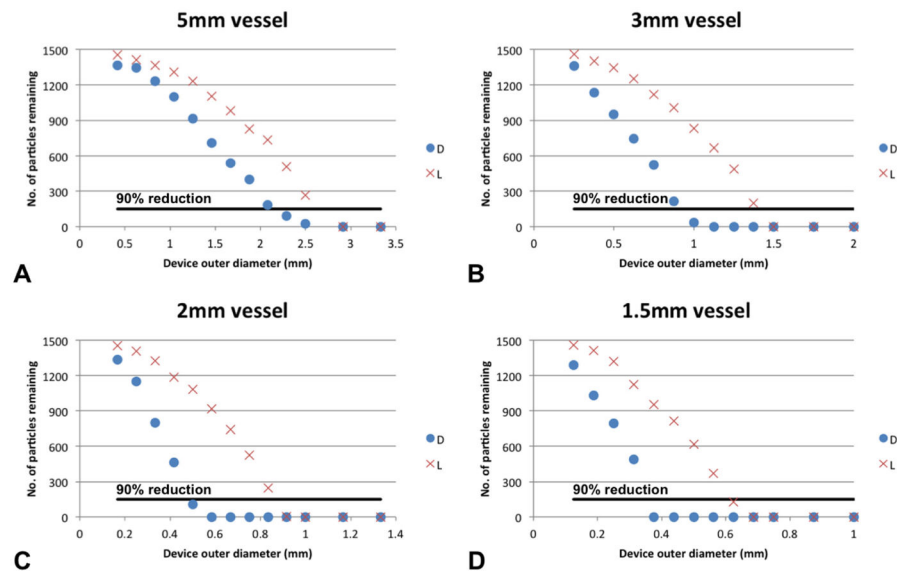 5mm vessel
No. of particles remaining
1500
1200
900
600
300
0
90% reduction
0 0.5 1 1.5 2 2.5 3 3.5
Device outer diameter (mm)
D
L
A
3mm vessel
No. of particles remaining
1500
1200
900
600
300
0
90% reduction
0 0.5 1 1.5 2
Device outer diameter (mm)
D
L
B
2mm vessel
No. of particles remaining
1500
1200
900
600
300
0
90% reduction
0 0.2 0.4 0.6 0.8 1 1.2 1.4
Device outer diameter (mm)
D
L
C
1.5mm vessel
No. of particles remaining
1500
1200
900
600
300
0
90% reduction
0 0.2 0.4 0.6 0.8 1
Device outer diameter (mm)
D
L
D